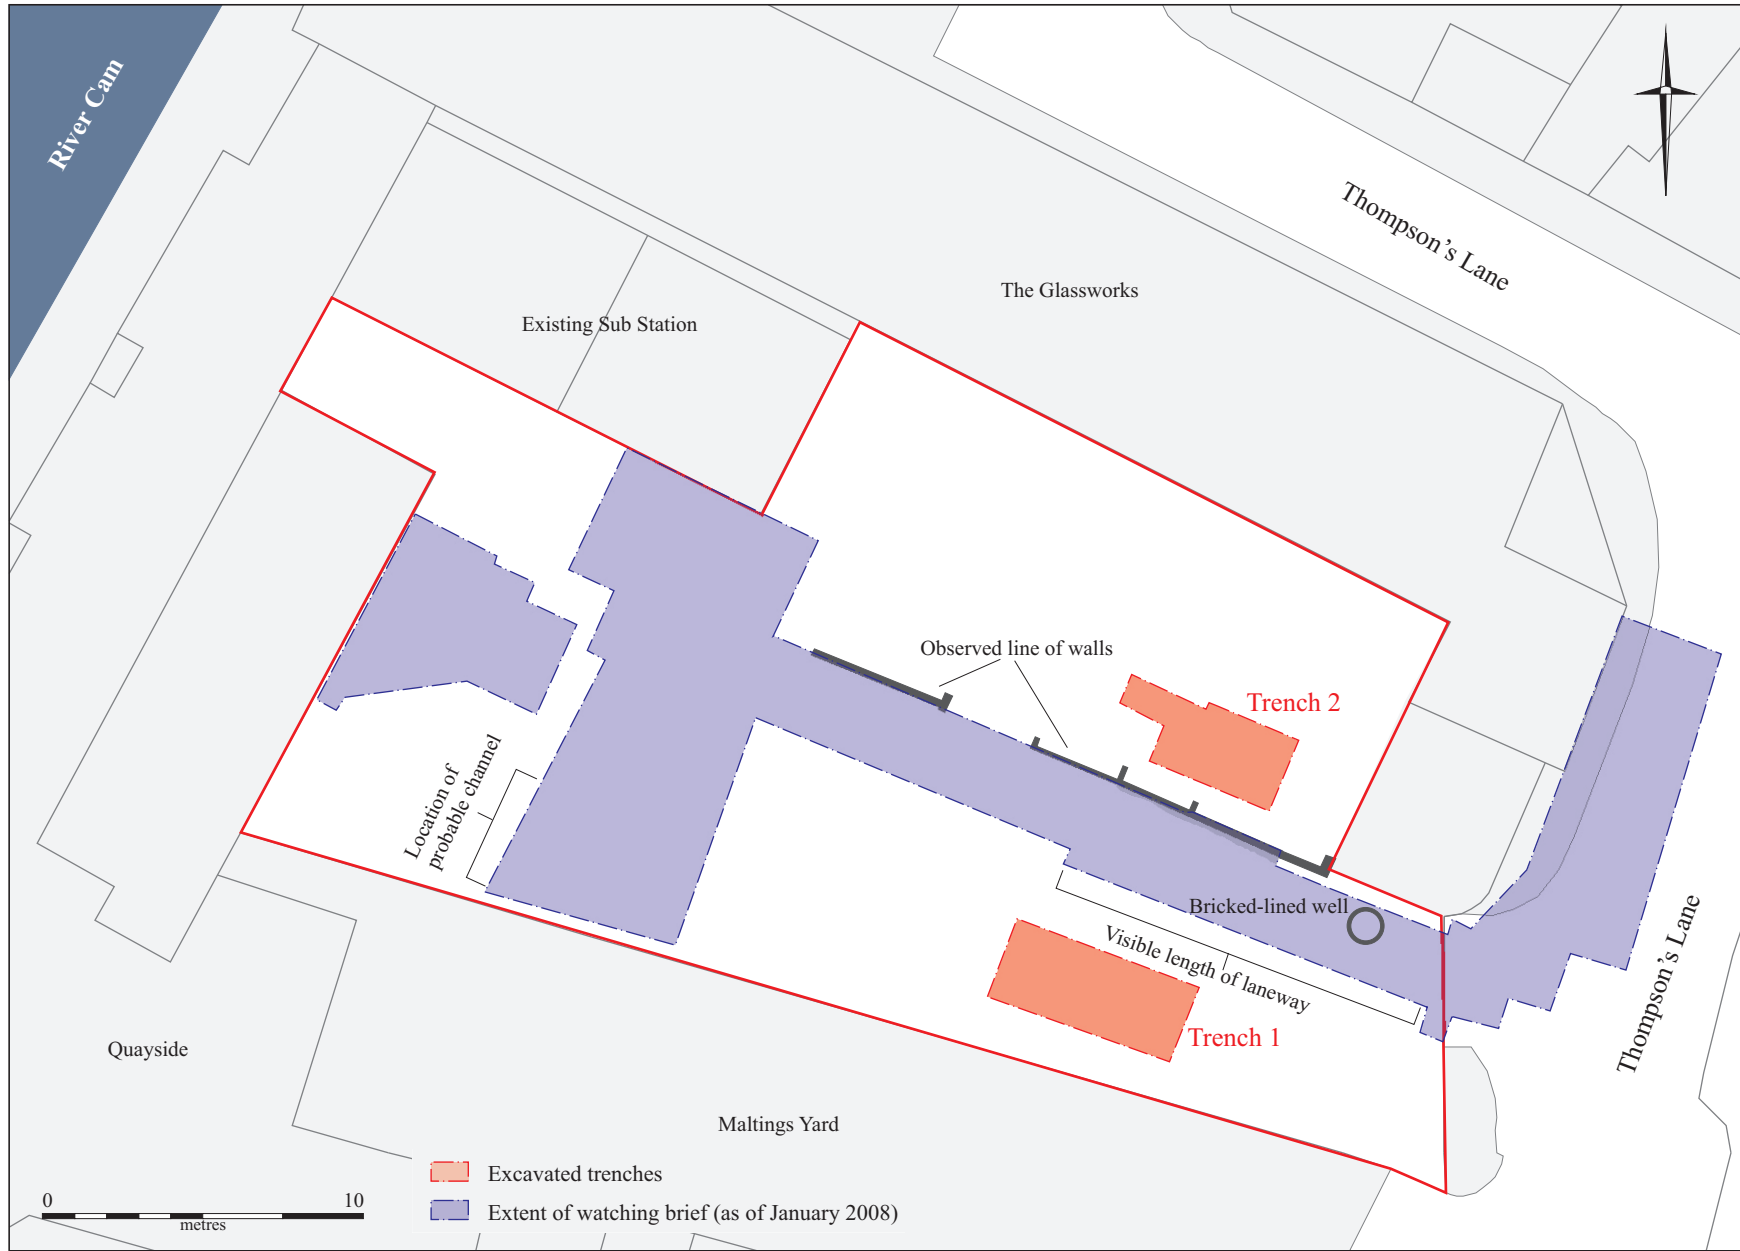 River Cam
Thompson's Lane
The Glassworks
Existing Sub Station
Observed line of walls
Trench 2
Location of
probable channel
Bricked-lined well
Visible length of laneway
Thompson's Lane
Trench 1
Quayside
Maltings Yard
Excavated trenches
Extent of watching brief (as of January 2008)
0 10
metres